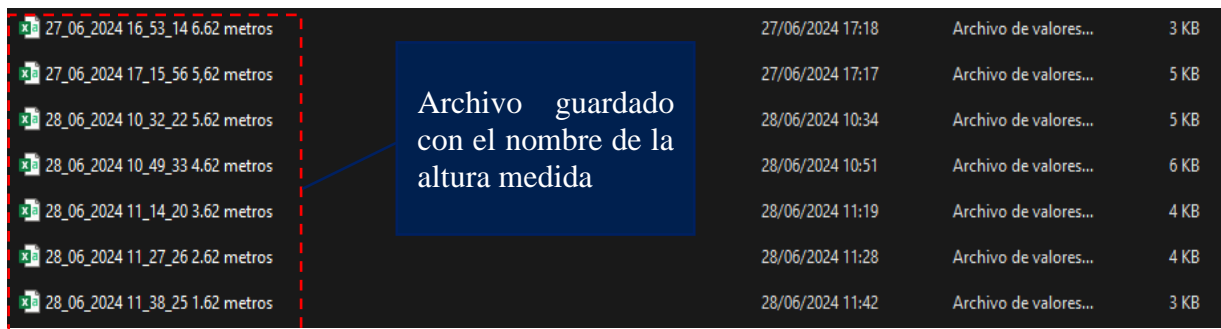 27_06_2024 16_53_14 6.62 metros 27/06/2024 17:18 Archivo de valores... 3 KB
27_06_2024 17_15_56 5,62 metros 27/06/2024 17:17 Archivo de valores... 5 KB
28_06_2024 10_32_22 5.62 metros 28/06/2024 10:34 Archivo de valores... 5 KB
28_06_2024 10_49_33 4.62 metros 28/06/2024 10:51 Archivo de valores... 6 KB
28_06_2024 11_14_20 3.62 metros 28/06/2024 11:19 Archivo de valores... 4 KB
28_06_2024 11_27_26 2.62 metros 28/06/2024 11:28 Archivo de valores... 4 KB
28_06_2024 11_38_25 1.62 metros 28/06/2024 11:42 Archivo de valores... 3 KB
Archivo guardado
con el nombre de la
altura medida